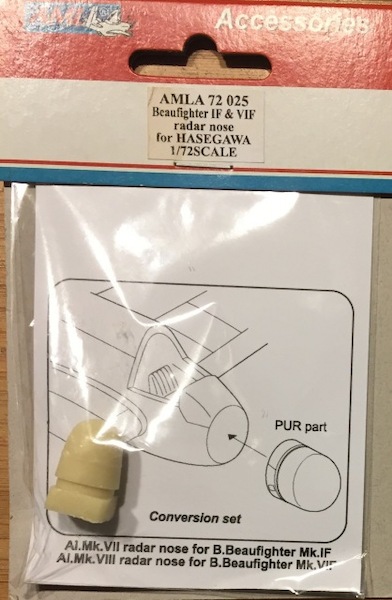 AML
Accessories
AMLA 72 025
Beaufighter IF & VIF
radar nose
for HASEGAWA
1/72SCALE
PUR part
Conversion set
AI.Mk.VII radar nose for B.Beaufighter Mk.IF
AI.Mk.VIII radar nose for B.Beaufighter Mk.VIF